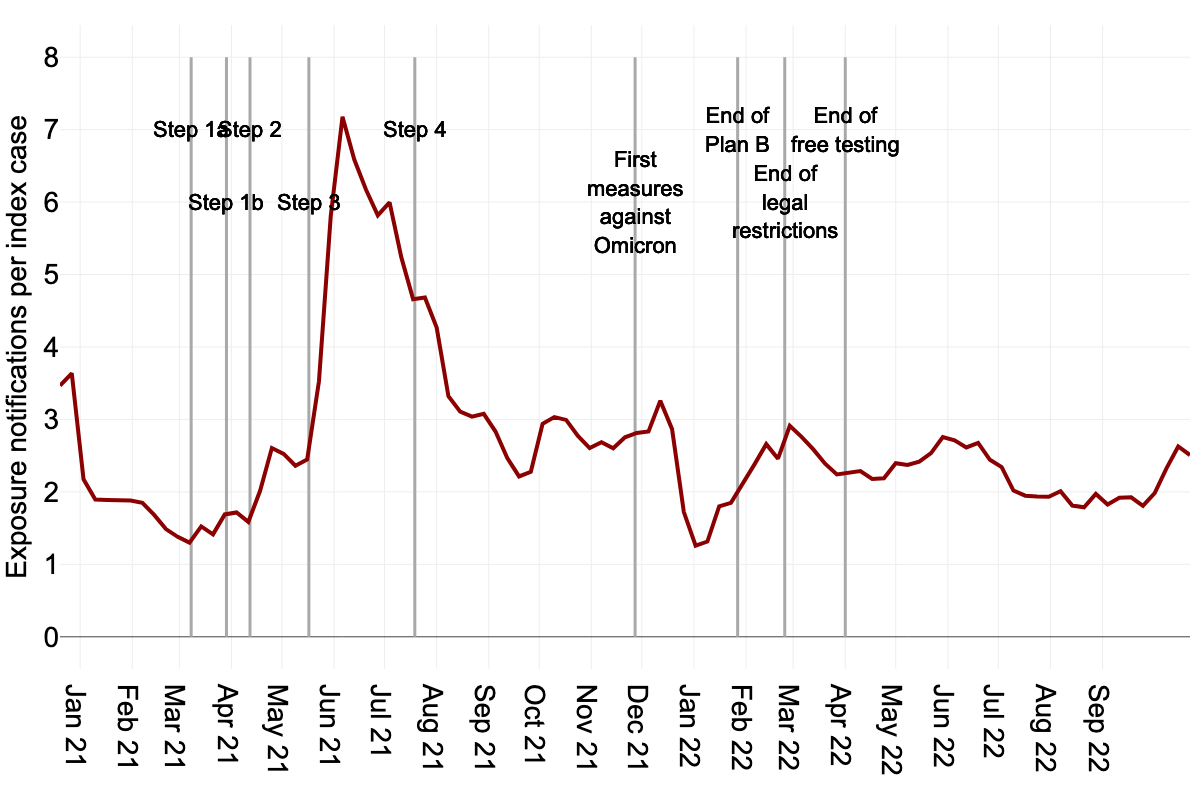 Exposure notifications per index case
8
7
6
5
4
3
2
1
0
Step 1a
Step 2
Step 1b
Step 3
Step 4
First
measures
against
Omicron
End of
Plan B
End of
legal
restrictions
End of
free testing
Jan 21
Feb 21
Mar 21
Apr 21
May 21
Jun 21
Jul 21
Aug 21
Sep 21
Oct 21
Nov 21
Dec 21
Jan 22
Feb 22
Mar 22
Apr 22
May 22
Jun 22
Jul 22
Aug 22
Sep 22